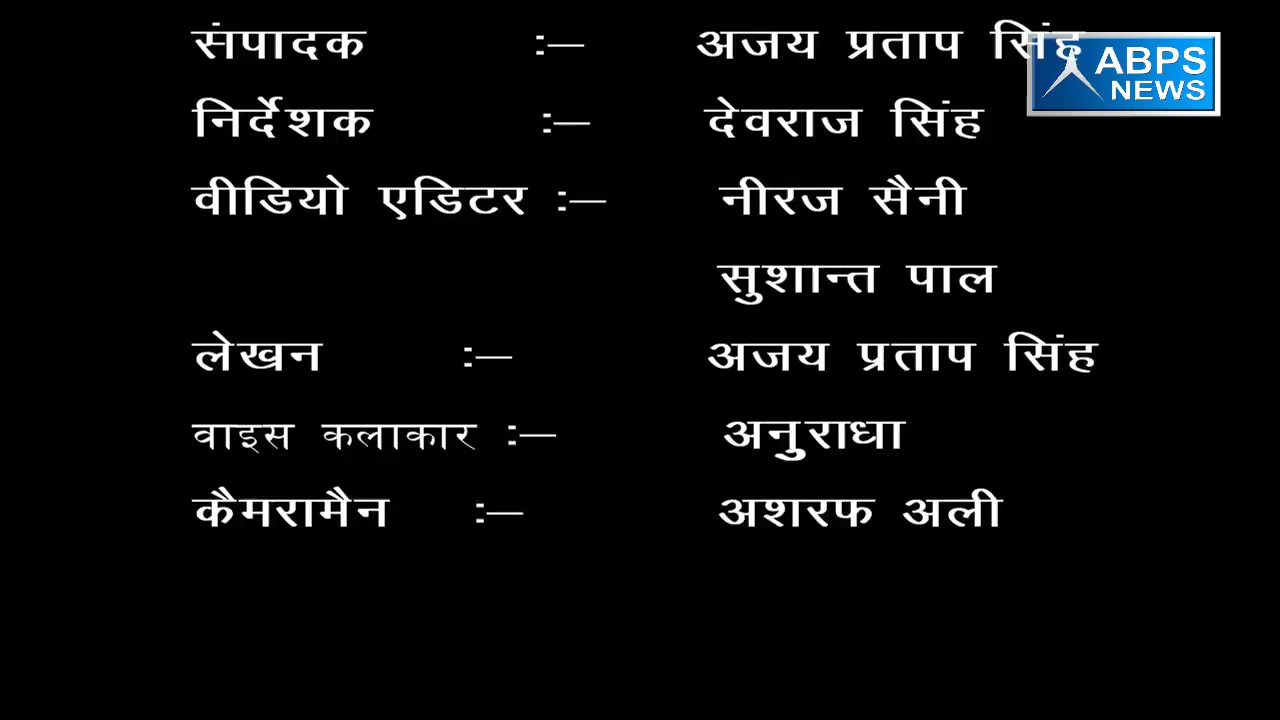 संपादक :– अजय प्रताप सिंह
ABPS
NEWS
निर्देशक :– देवराज सिंह
वीडियो एडिटर :– नीरज सैनी
सुशान्त पाल
लेखन :– अजय प्रताप सिंह
वाइस कलाकार :– अनुराधा
कैमरामैन :– अशरफ अली